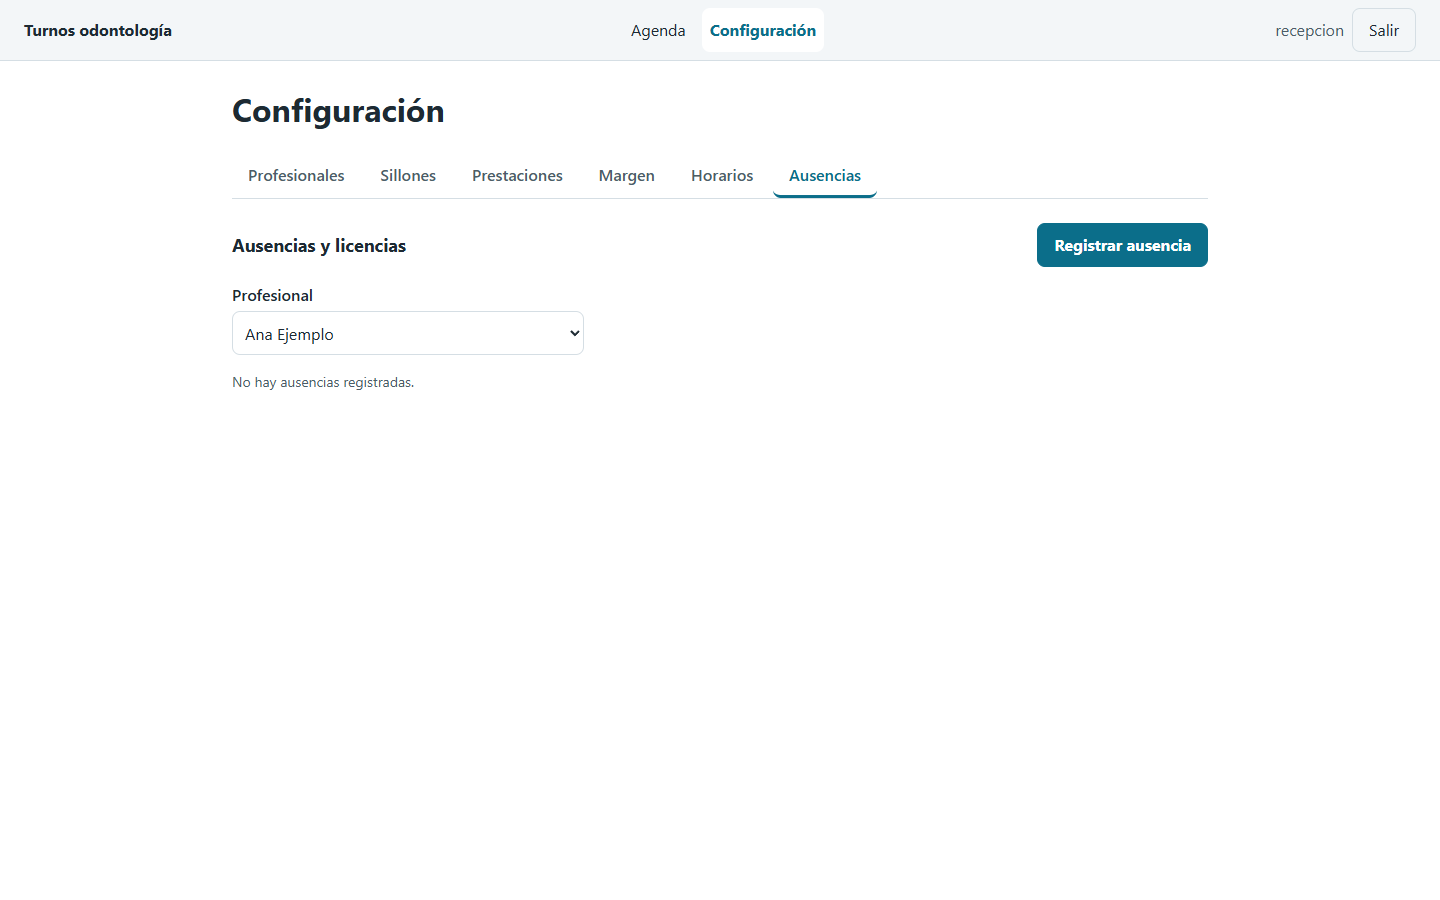 Turnos odontología
Agenda
Configuración
recepcion
Salir
Configuración
Profesionales
Sillones
Prestaciones
Margen
Horarios
Ausencias
Ausencias y licencias
Registrar ausencia
Profesional
Ana Ejemplo
No hay ausencias registradas.